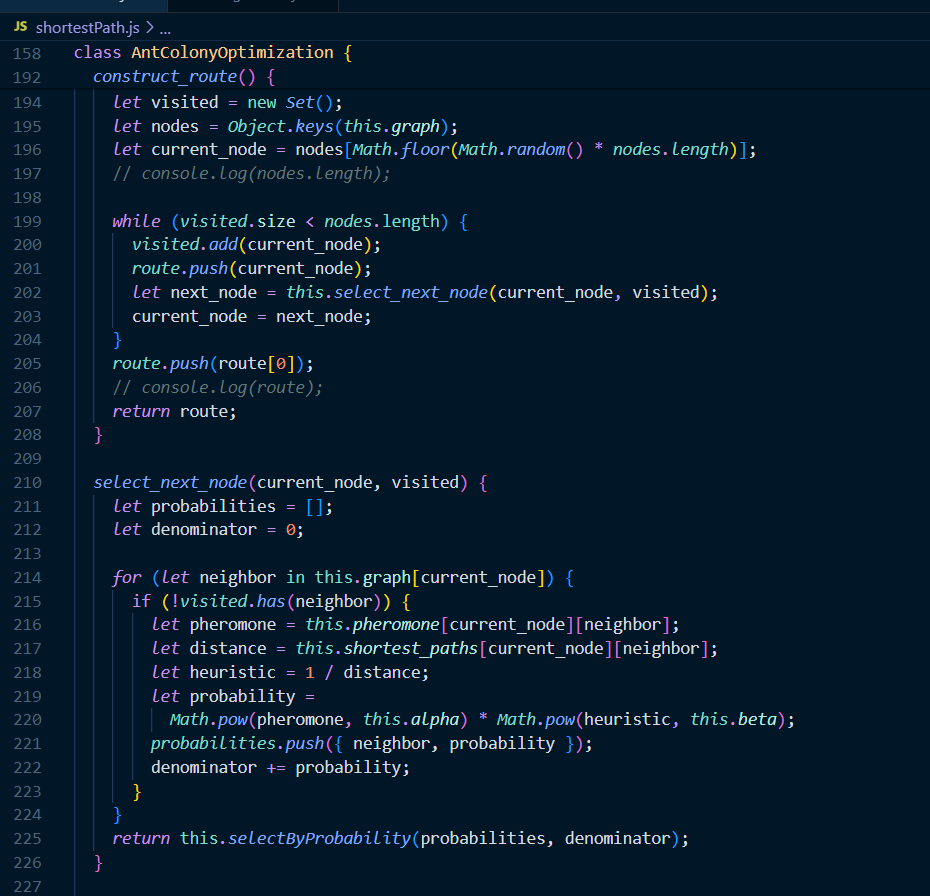 JS shortestPath.js > ...
158 class AntColonyOptimization {
192 construct_route() {
194 let visited = new Set();
195 let nodes = Object.keys(this.graph);
196 let current_node = nodes[Math.floor(Math.random() * nodes.length)];
197 // console.log(nodes.length);
198
199 while (visited.size < nodes.length) {
200 visited.add(current_node);
201 route.push(current_node);
202 let next_node = this.select_next_node(current_node, visited);
203 current_node = next_node;
204 }
205 route.push(route[0]);
206 // console.log(route);
207 return route;
208 }
209
210 select_next_node(current_node, visited) {
211 let probabilities = [];
212 let denominator = 0;
213
214 for (let neighbor in this.graph[current_node]) {
215 if (!visited.has(neighbor)) {
216 let pheromone = this.pheromone[current_node][neighbor];
217 let distance = this.shortest_paths[current_node][neighbor];
218 let heuristic = 1 / distance;
219 let probability =
220 Math.pow(pheromone, this.alpha) * Math.pow(heuristic, this.beta);
221 probabilities.push({ neighbor, probability });
222 denominator += probability;
223 }
224 }
225 return this.selectByProbability(probabilities, denominator);
226 }
227